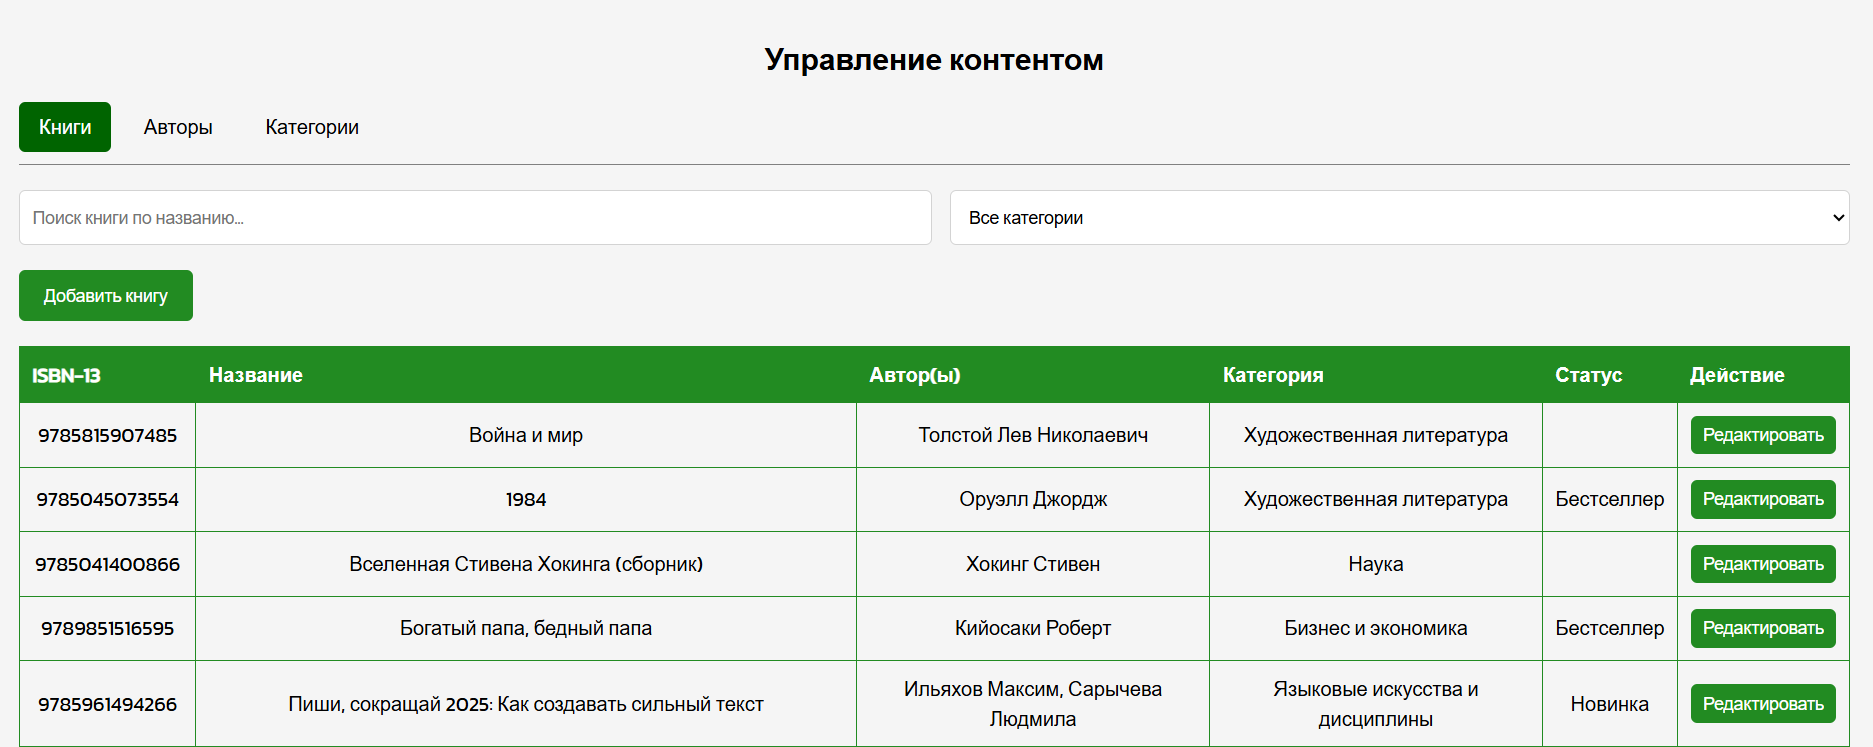 Управление контентом
Книги Авторы Категории
Поиск книги по названию... Все категории
Добавить книгу
ISBN-13 Название Автор(ы) Категория Статус Действие
9785815907485 Война и мир Толстой Лев Николаевич Художественная литература Редактировать
9785045073554 1984 Оруэлл Джордж Художественная литература Бестселлер Редактировать
9785041400866 Вселенная Стивена Хокинга (сборник) Хокинг Стивен Наука Редактировать
9789851516595 Богатый папа, бедный папа Кийосаки Роберт Бизнес и экономика Бестселлер Редактировать
9785961494266 Пиши, сокращай 2025: Как создавать сильный текст Ильяхов Максим, Сарычева Людмила Языковые искусства и дисциплины Новинка Редактировать